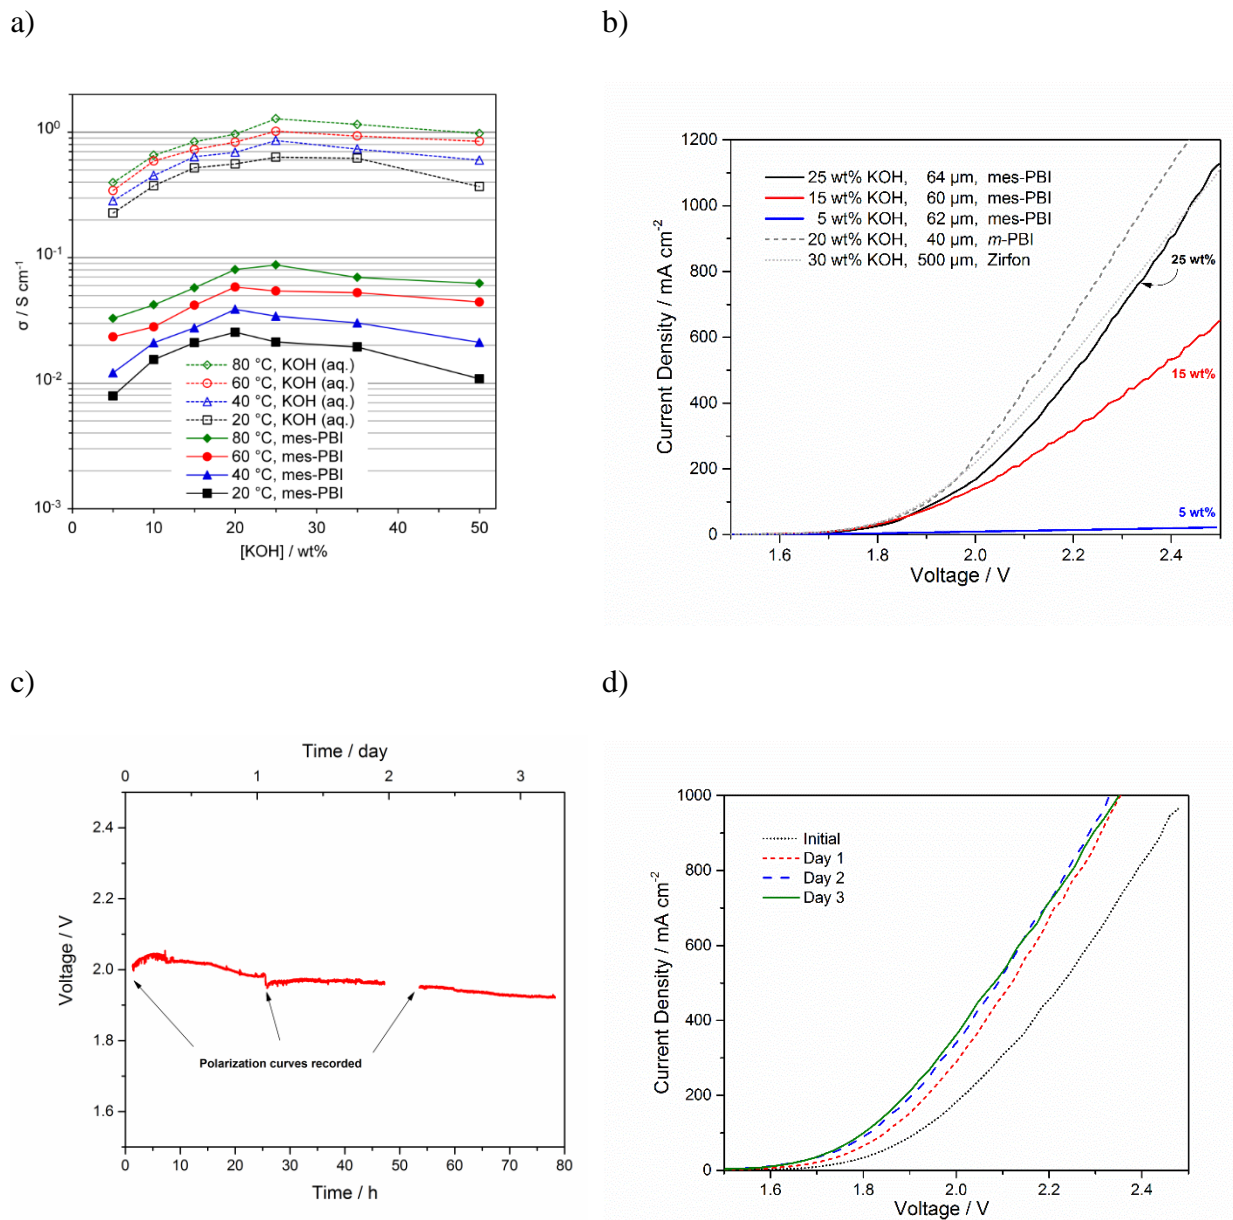 a)
10⁰
10⁻¹
10⁻²
10⁻³
σ / S cm⁻¹
80 °C, KOH (aq.)
60 °C, KOH (aq.)
40 °C, KOH (aq.)
20 °C, KOH (aq.)
80 °C, mes-PBI
60 °C, mes-PBI
40 °C, mes-PBI
20 °C, mes-PBI
0 10 20 30 40 50
[KOH] / wt%
b)
1200
1000
800
600
400
200
0
Current Density / mA cm⁻²
25 wt% KOH, 64 µm, mes-PBI
15 wt% KOH, 60 µm, mes-PBI
5 wt% KOH, 62 µm, mes-PBI
20 wt% KOH, 40 µm, m-PBI
30 wt% KOH, 500 µm, Zirfon
25 wt%
15 wt%
5 wt%
1.6 1.8 2.0 2.2 2.4
Voltage / V
c)
Time / day
0 1 2 3
2.4
2.2
2.0
1.8
1.6
Voltage / V
Polarization curves recorded
0 10 20 30 40 50 60 70 80
Time / h
d)
1000
800
600
400
200
0
Current Density / mA cm⁻²
Initial
Day 1
Day 2
Day 3
1.6 1.8 2.0 2.2 2.4
Voltage / V